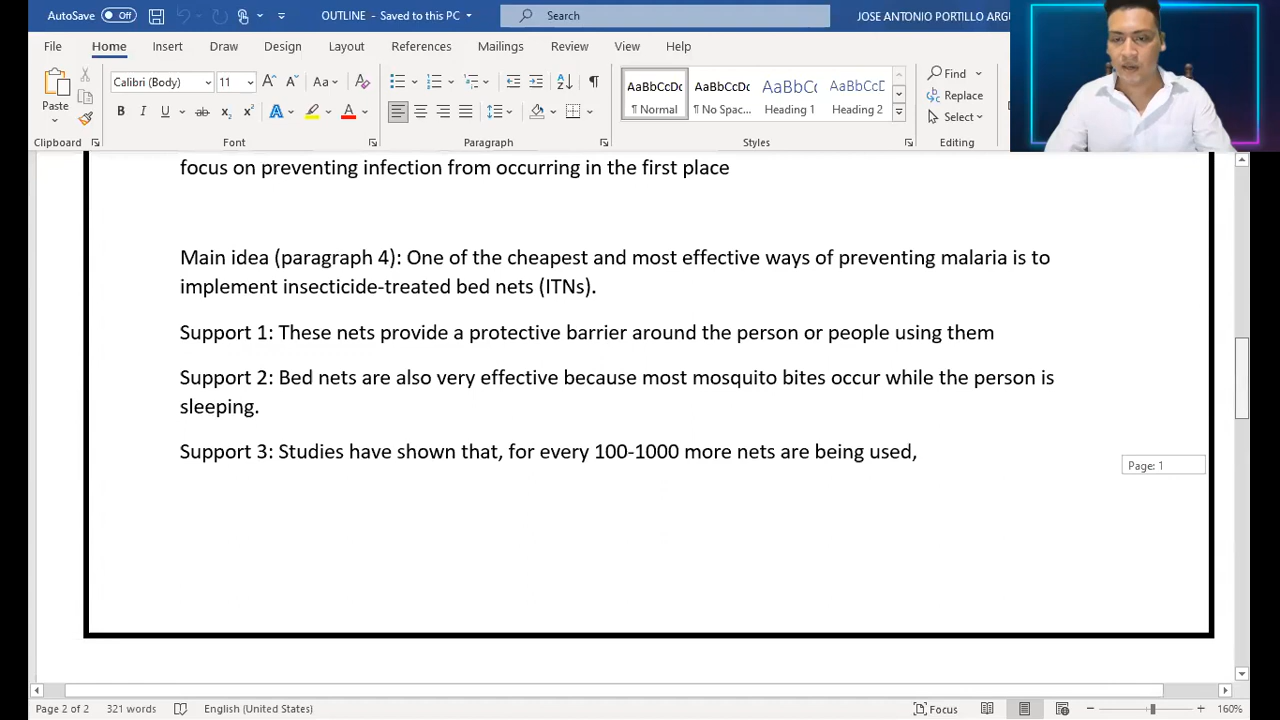 AutoSave Off OUTLINE - Saved to this PC Search JOSE ANTONIO PORTILLO ARG
File Home Insert Draw Design Layout References Mailings Review View Help
Paste Calibri (Body) 11 Aa AaBbCcDc AaBbCcDc AaBbCc AaBbCcD Find
¶ Normal ¶ No Spac... Heading 1 Heading 2 Replace
B I U ab x₂ x² A A Select
Clipboard Font Paragraph Styles Editing
focus on preventing infection from occurring in the first place
Main idea (paragraph 4): One of the cheapest and most effective ways of preventing malaria is to
implement insecticide-treated bed nets (ITNs).
Support 1: These nets provide a protective barrier around the person or people using them
Support 2: Bed nets are also very effective because most mosquito bites occur while the person is
sleeping.
Support 3: Studies have shown that, for every 100-1000 more nets are being used,
Page: 1
Page 2 of 2 321 words English (United States) Focus 160%